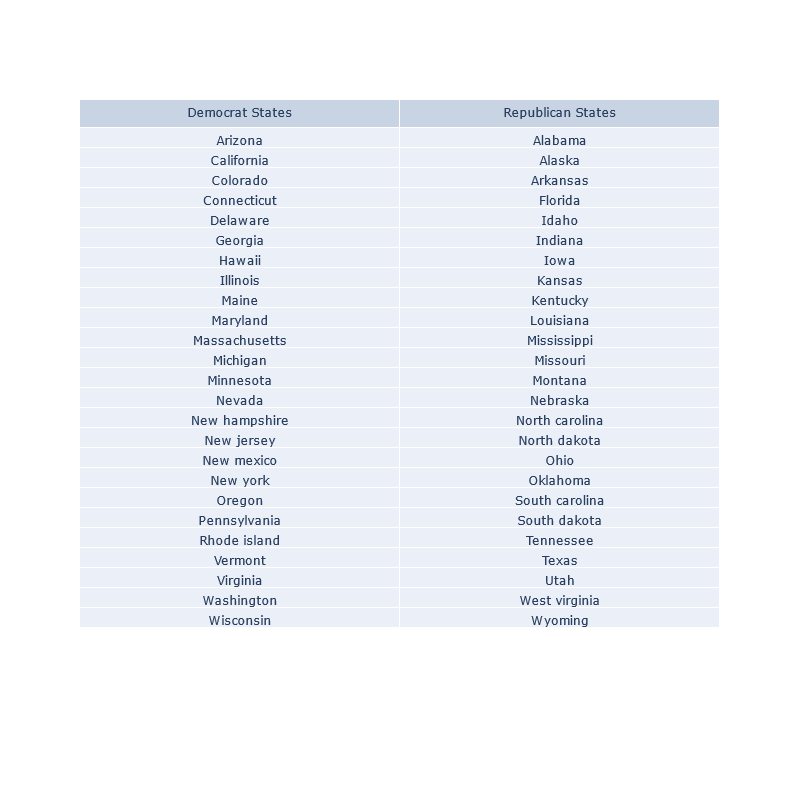 Democrat States Republican States
Arizona Alabama
California Alaska
Colorado Arkansas
Connecticut Florida
Delaware Idaho
Georgia Indiana
Hawaii Iowa
Illinois Kansas
Maine Kentucky
Maryland Louisiana
Massachusetts Mississippi
Michigan Missouri
Minnesota Montana
Nevada Nebraska
New hampshire North carolina
New jersey North dakota
New mexico Ohio
New york Oklahoma
Oregon South carolina
Pennsylvania South dakota
Rhode island Tennessee
Vermont Texas
Virginia Utah
Washington West virginia
Wisconsin Wyoming